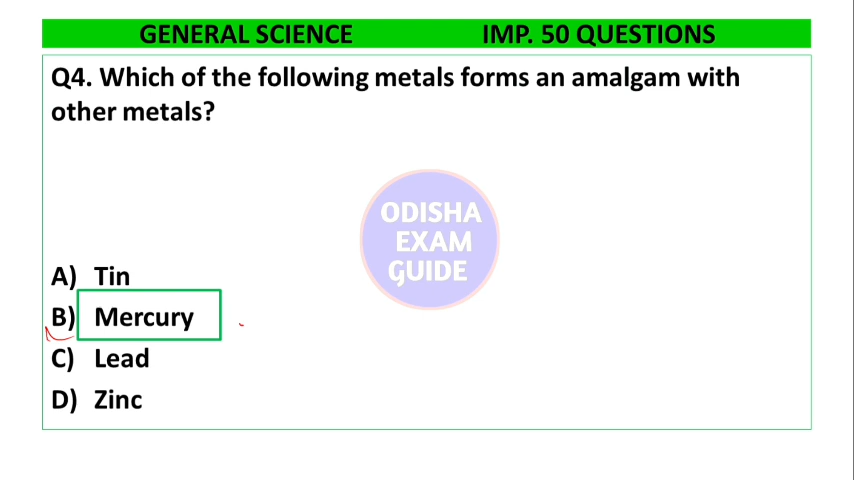 GENERAL SCIENCE IMP. 50 QUESTIONS
Q4. Which of the following metals forms an amalgam with
other metals?
ODISHA
EXAM
GUIDE
A) Tin
B) Mercury
C) Lead
D) Zinc